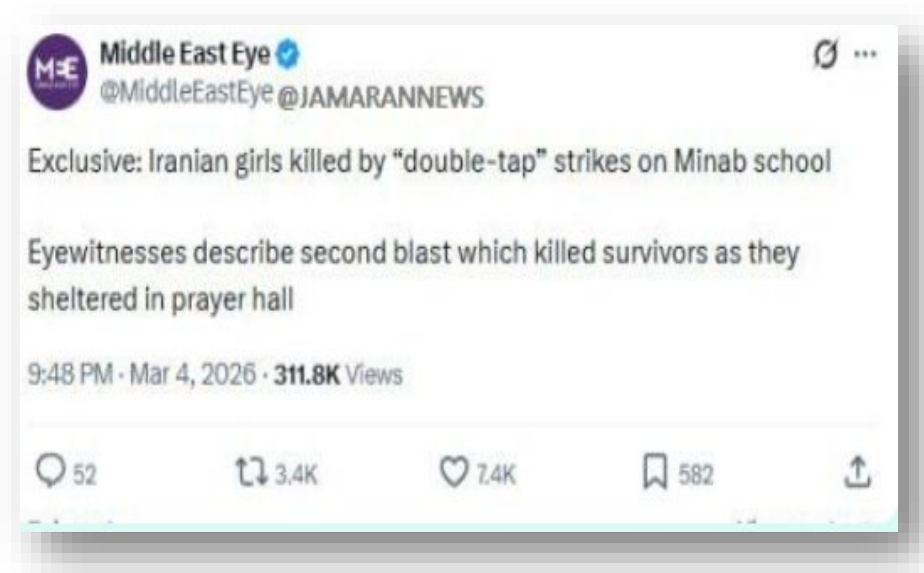 MEE
Middle East Eye
@MiddleEastEye @JAMARANNEWS
Exclusive: Iranian girls killed by “double-tap” strikes on Minab school
Eyewitnesses describe second blast which killed survivors as they
sheltered in prayer hall
9:48 PM · Mar 4, 2026 · 311.8K Views
52 3.4K 7.4K 582